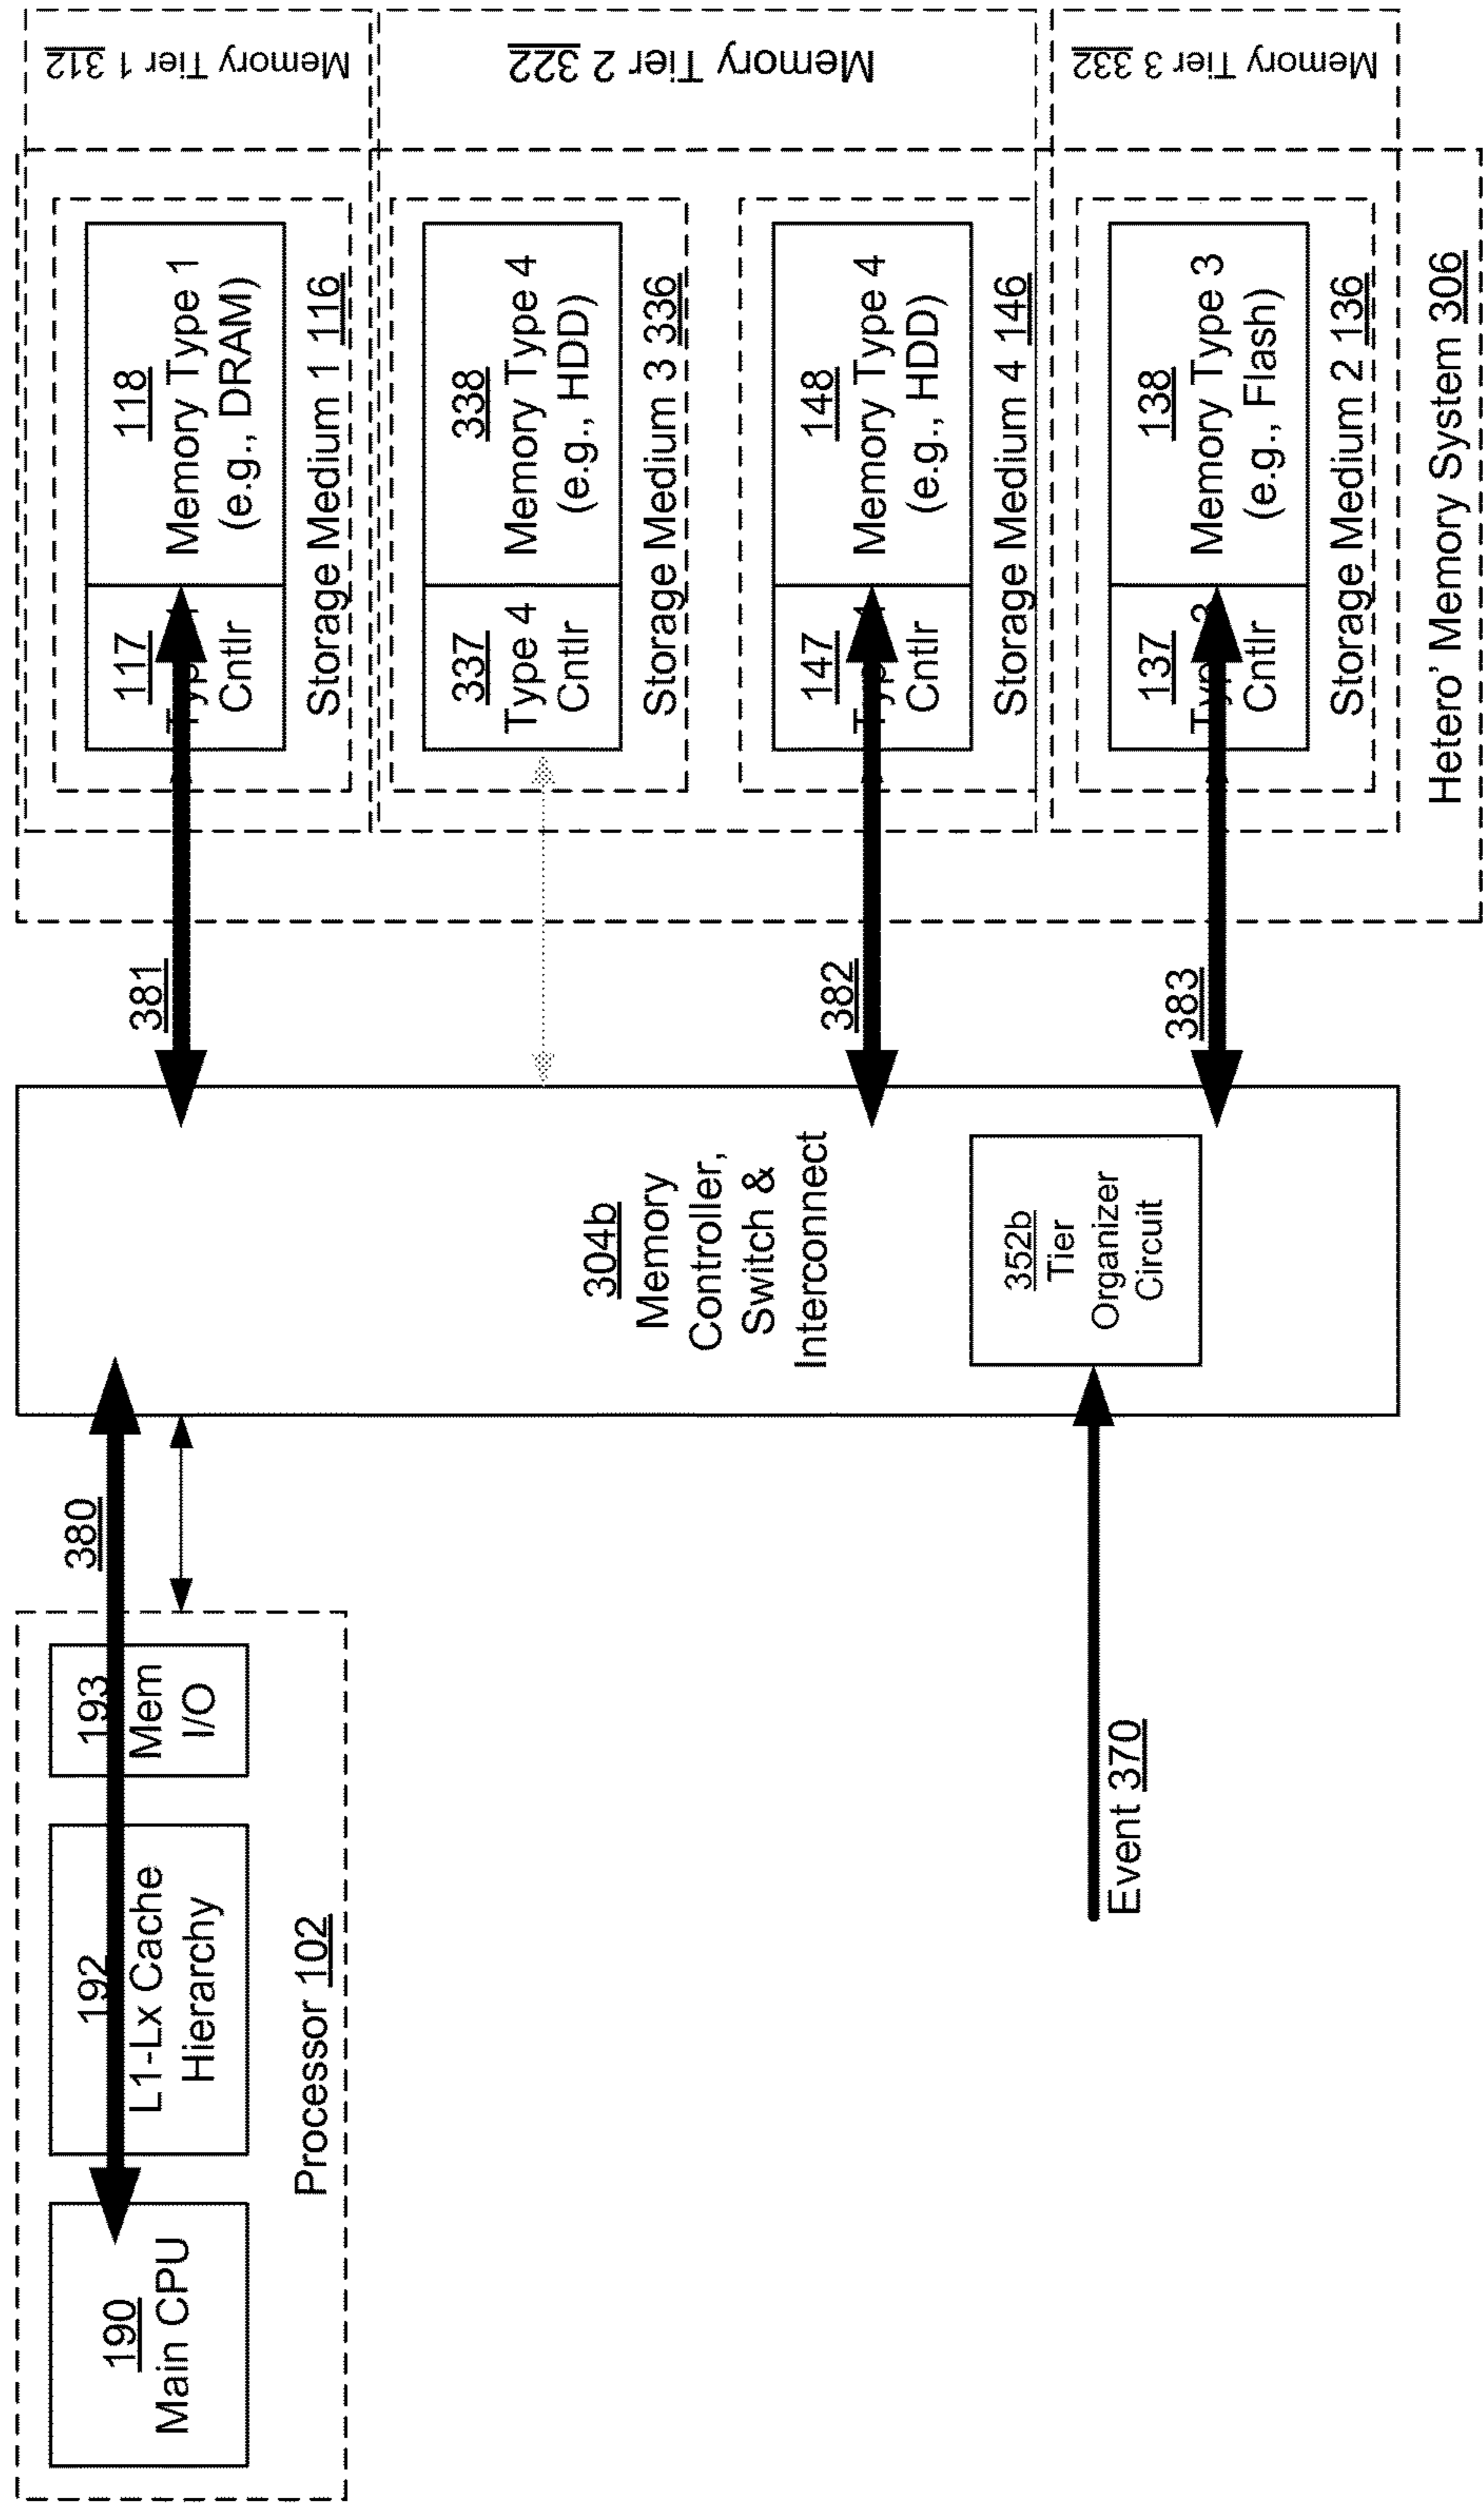 190
Main CPU
192
L1-Lx Cache
Hierarchy
193
Mem
I/O
Processor 102
380
Event 370
304b
Memory
Controller,
Switch &
Interconnect
352b
Tier
Organizer
Circuit
381
382
383
117
Cntlr
118
Memory Type 1
(e.g., DRAM)
Storage Medium 1 116
337
Type 4
Cntlr
338
Memory Type 4
(e.g., HDD)
Storage Medium 3 336
147
Cntlr
148
Memory Type 4
(e.g., HDD)
Storage Medium 4 146
137
Cntlr
138
Memory Type 3
(e.g., Flash)
Storage Medium 2 136
Hetero' Memory System 306
Memory Tier 1 312
Memory Tier 2 322
Memory Tier 3 332